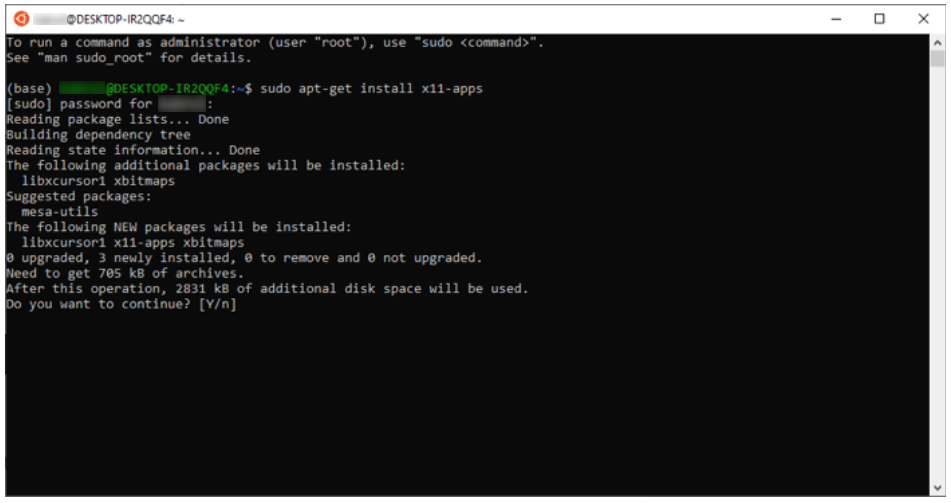 @DESKTOP-IR2QQF4: ~
To run a command as administrator (user "root"), use "sudo <command>".
See "man sudo_root" for details.
(base) @DESKTOP-IR2QQF4:~$ sudo apt-get install x11-apps
[sudo] password for :
Reading package lists... Done
Building dependency tree
Reading state information... Done
The following additional packages will be installed:
libxcursor1 xbitmaps
Suggested packages:
mesa-utils
The following NEW packages will be installed:
libxcursor1 x11-apps xbitmaps
0 upgraded, 3 newly installed, 0 to remove and 0 not upgraded.
Need to get 705 kB of archives.
After this operation, 2831 kB of additional disk space will be used.
Do you want to continue? [Y/n]